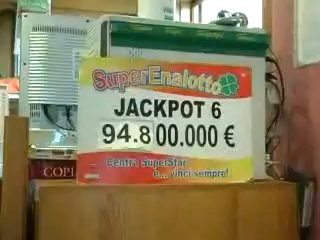 SuperEnalotto
JACKPOT 6
94.800.000 €
Centra SuperStar
e... vinci sempre!
COPI